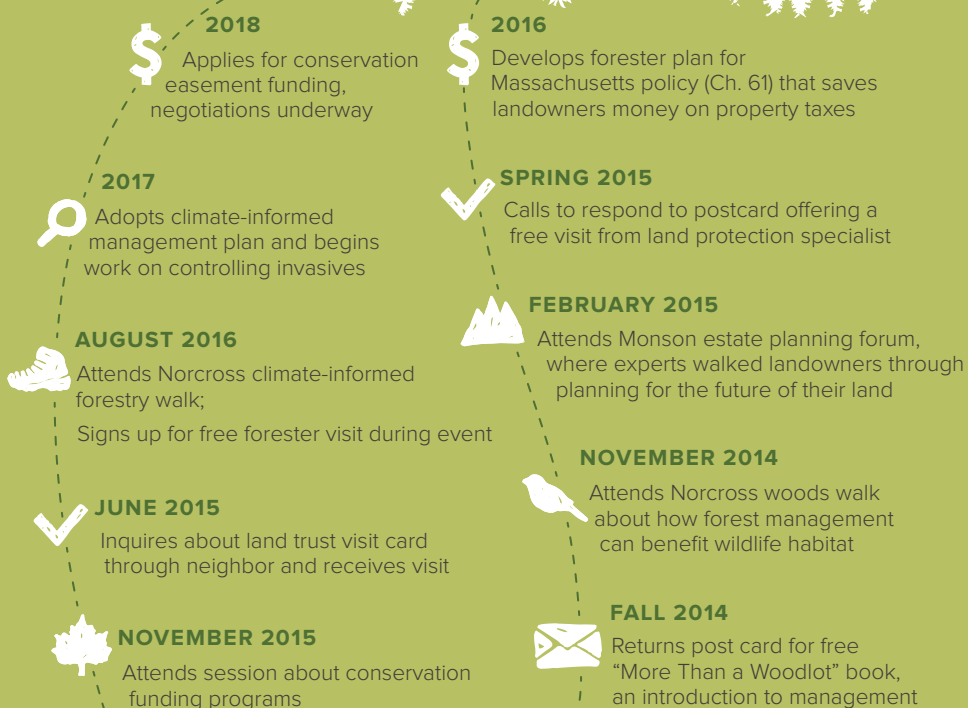 2018
Applies for conservation
easement funding,
negotiations underway
2017
Adopts climate-informed
management plan and begins
work on controlling invasives
AUGUST 2016
Attends Norcross climate-informed
forestry walk;
Signs up for free forester visit during event
JUNE 2015
Inquires about land trust visit card
through neighbor and receives visit
NOVEMBER 2015
Attends session about conservation
funding programs
2016
Develops forester plan for
Massachusetts policy (Ch. 61) that saves
landowners money on property taxes
SPRING 2015
Calls to respond to postcard offering a
free visit from land protection specialist
FEBRUARY 2015
Attends Monson estate planning forum,
where experts walked landowners through
planning for the future of their land
NOVEMBER 2014
Attends Norcross woods walk
about how forest management
can benefit wildlife habitat
FALL 2014
Returns post card for free
“More Than a Woodlot” book,
an introduction to management